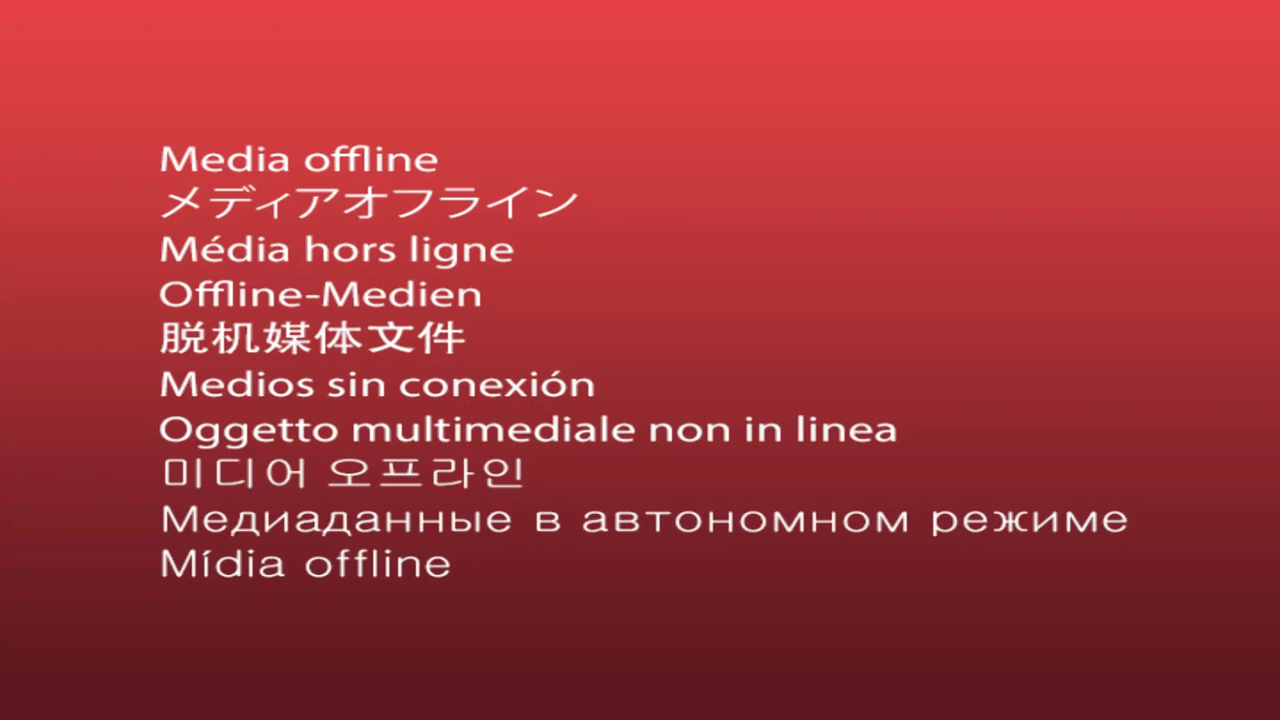 Media offline
メディアオフライン
Média hors ligne
Offline-Medien
脱机媒体文件
Medios sin conexión
Oggetto multimediale non in linea
미디어 오프라인
Медиаданные в автономном режиме
Mídia offline